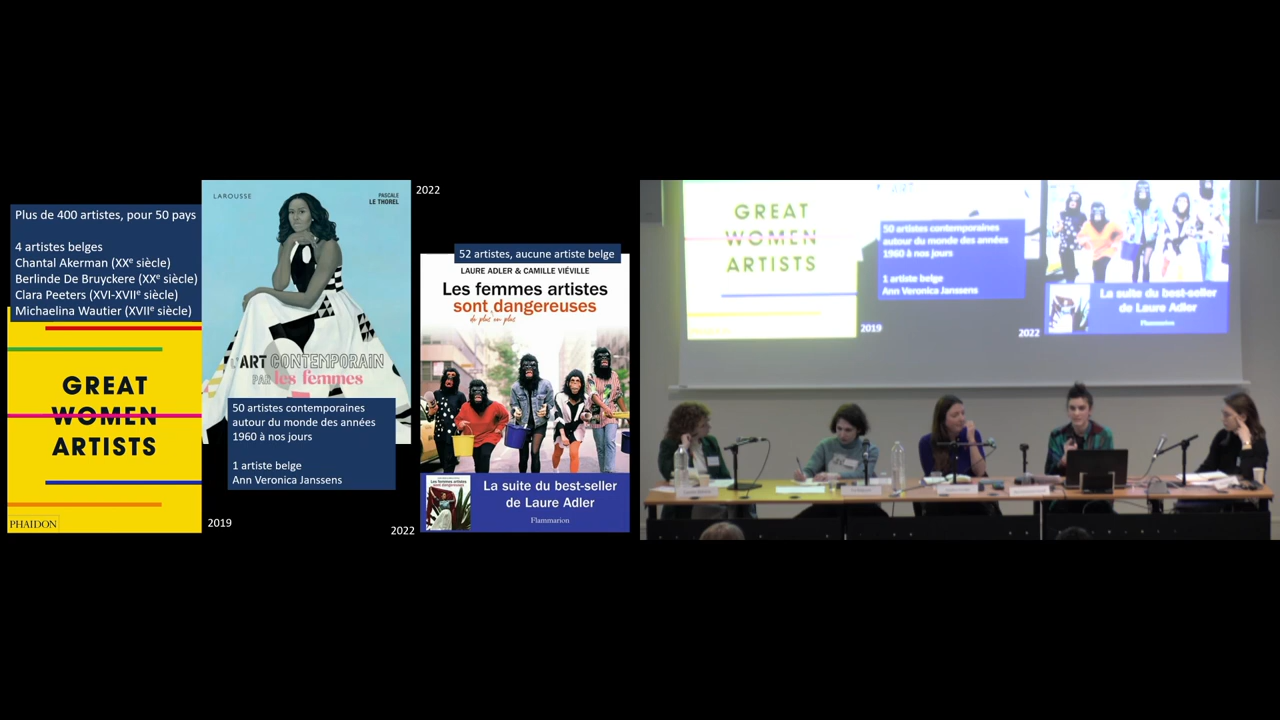 Plus de 400 artistes, pour 50 pays
4 artistes belges
Chantal Akerman (XXe siècle)
Berlinde De Bruyckere (XXe siècle)
Clara Peeters (XVI-XVIIe siècle)
Michaelina Wautier (XVIIe siècle)
GREAT
WOMEN
ARTISTS
PHAIDON
2019
LAROUSSE
PASCALE
LE THOREL
2022
L'ART CONTEMPORAIN
PAR les femmes
50 artistes contemporaines
autour du monde des années
1960 à nos jours
1 artiste belge
Ann Veronica Janssens
2022
52 artistes, aucune artiste belge
LAURE ADLER & CAMILLE VIÉVILLE
Les femmes artistes
sont dangereuses
de plus en plus
Les femmes artistes
sont dangereuses
La suite du best-seller
de Laure Adler
Flammarion
GREAT
WOMEN
ARTISTS
2019
50 artistes contemporaines
autour du monde des années
1960 à nos jours
1 artiste belge
Ann Veronica Janssens
2022
La suite du best-seller
de Laure Adler
Flammarion